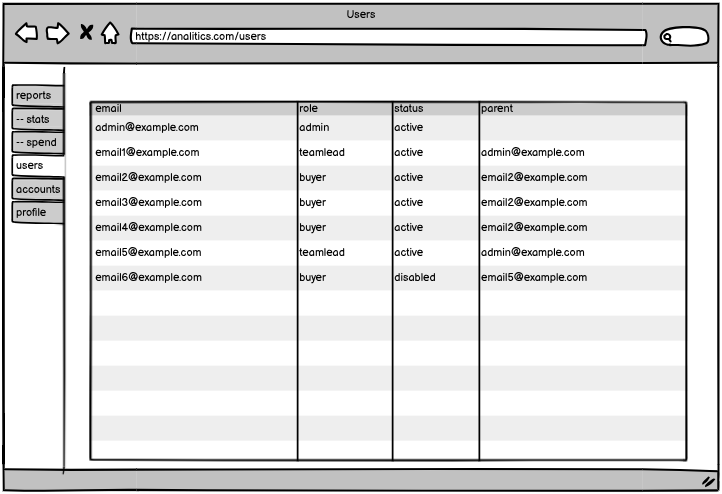 Users
https://analitics.com/users
reports
-- stats
-- spend
users
accounts
profile
email role status parent
admin@example.com admin active
email1@example.com teamlead active admin@example.com
email2@example.com buyer active email2@example.com
email3@example.com buyer active email2@example.com
email4@example.com buyer active email2@example.com
email5@example.com teamlead active admin@example.com
email6@example.com buyer disabled email5@example.com